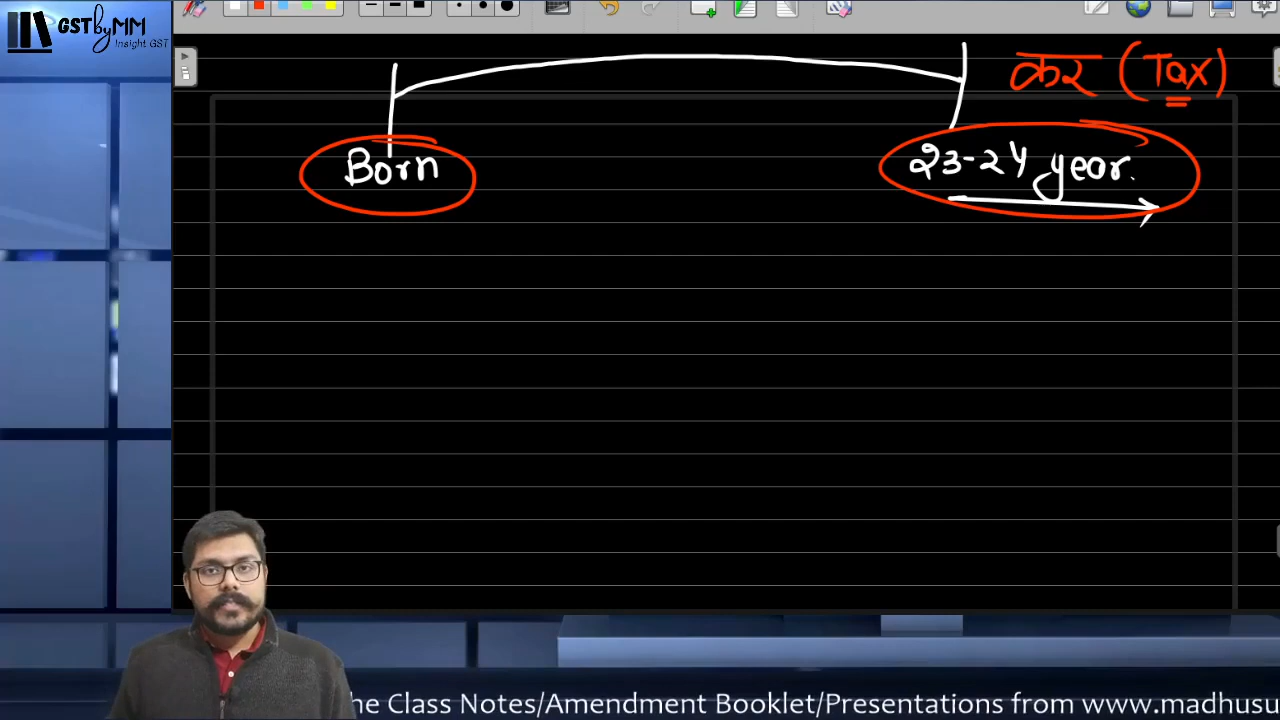 GSTbyMM
Insight GST
कर (Tax)
Born
23-24 year.
he Class Notes/Amendment Booklet/Presentations from www.madhusu